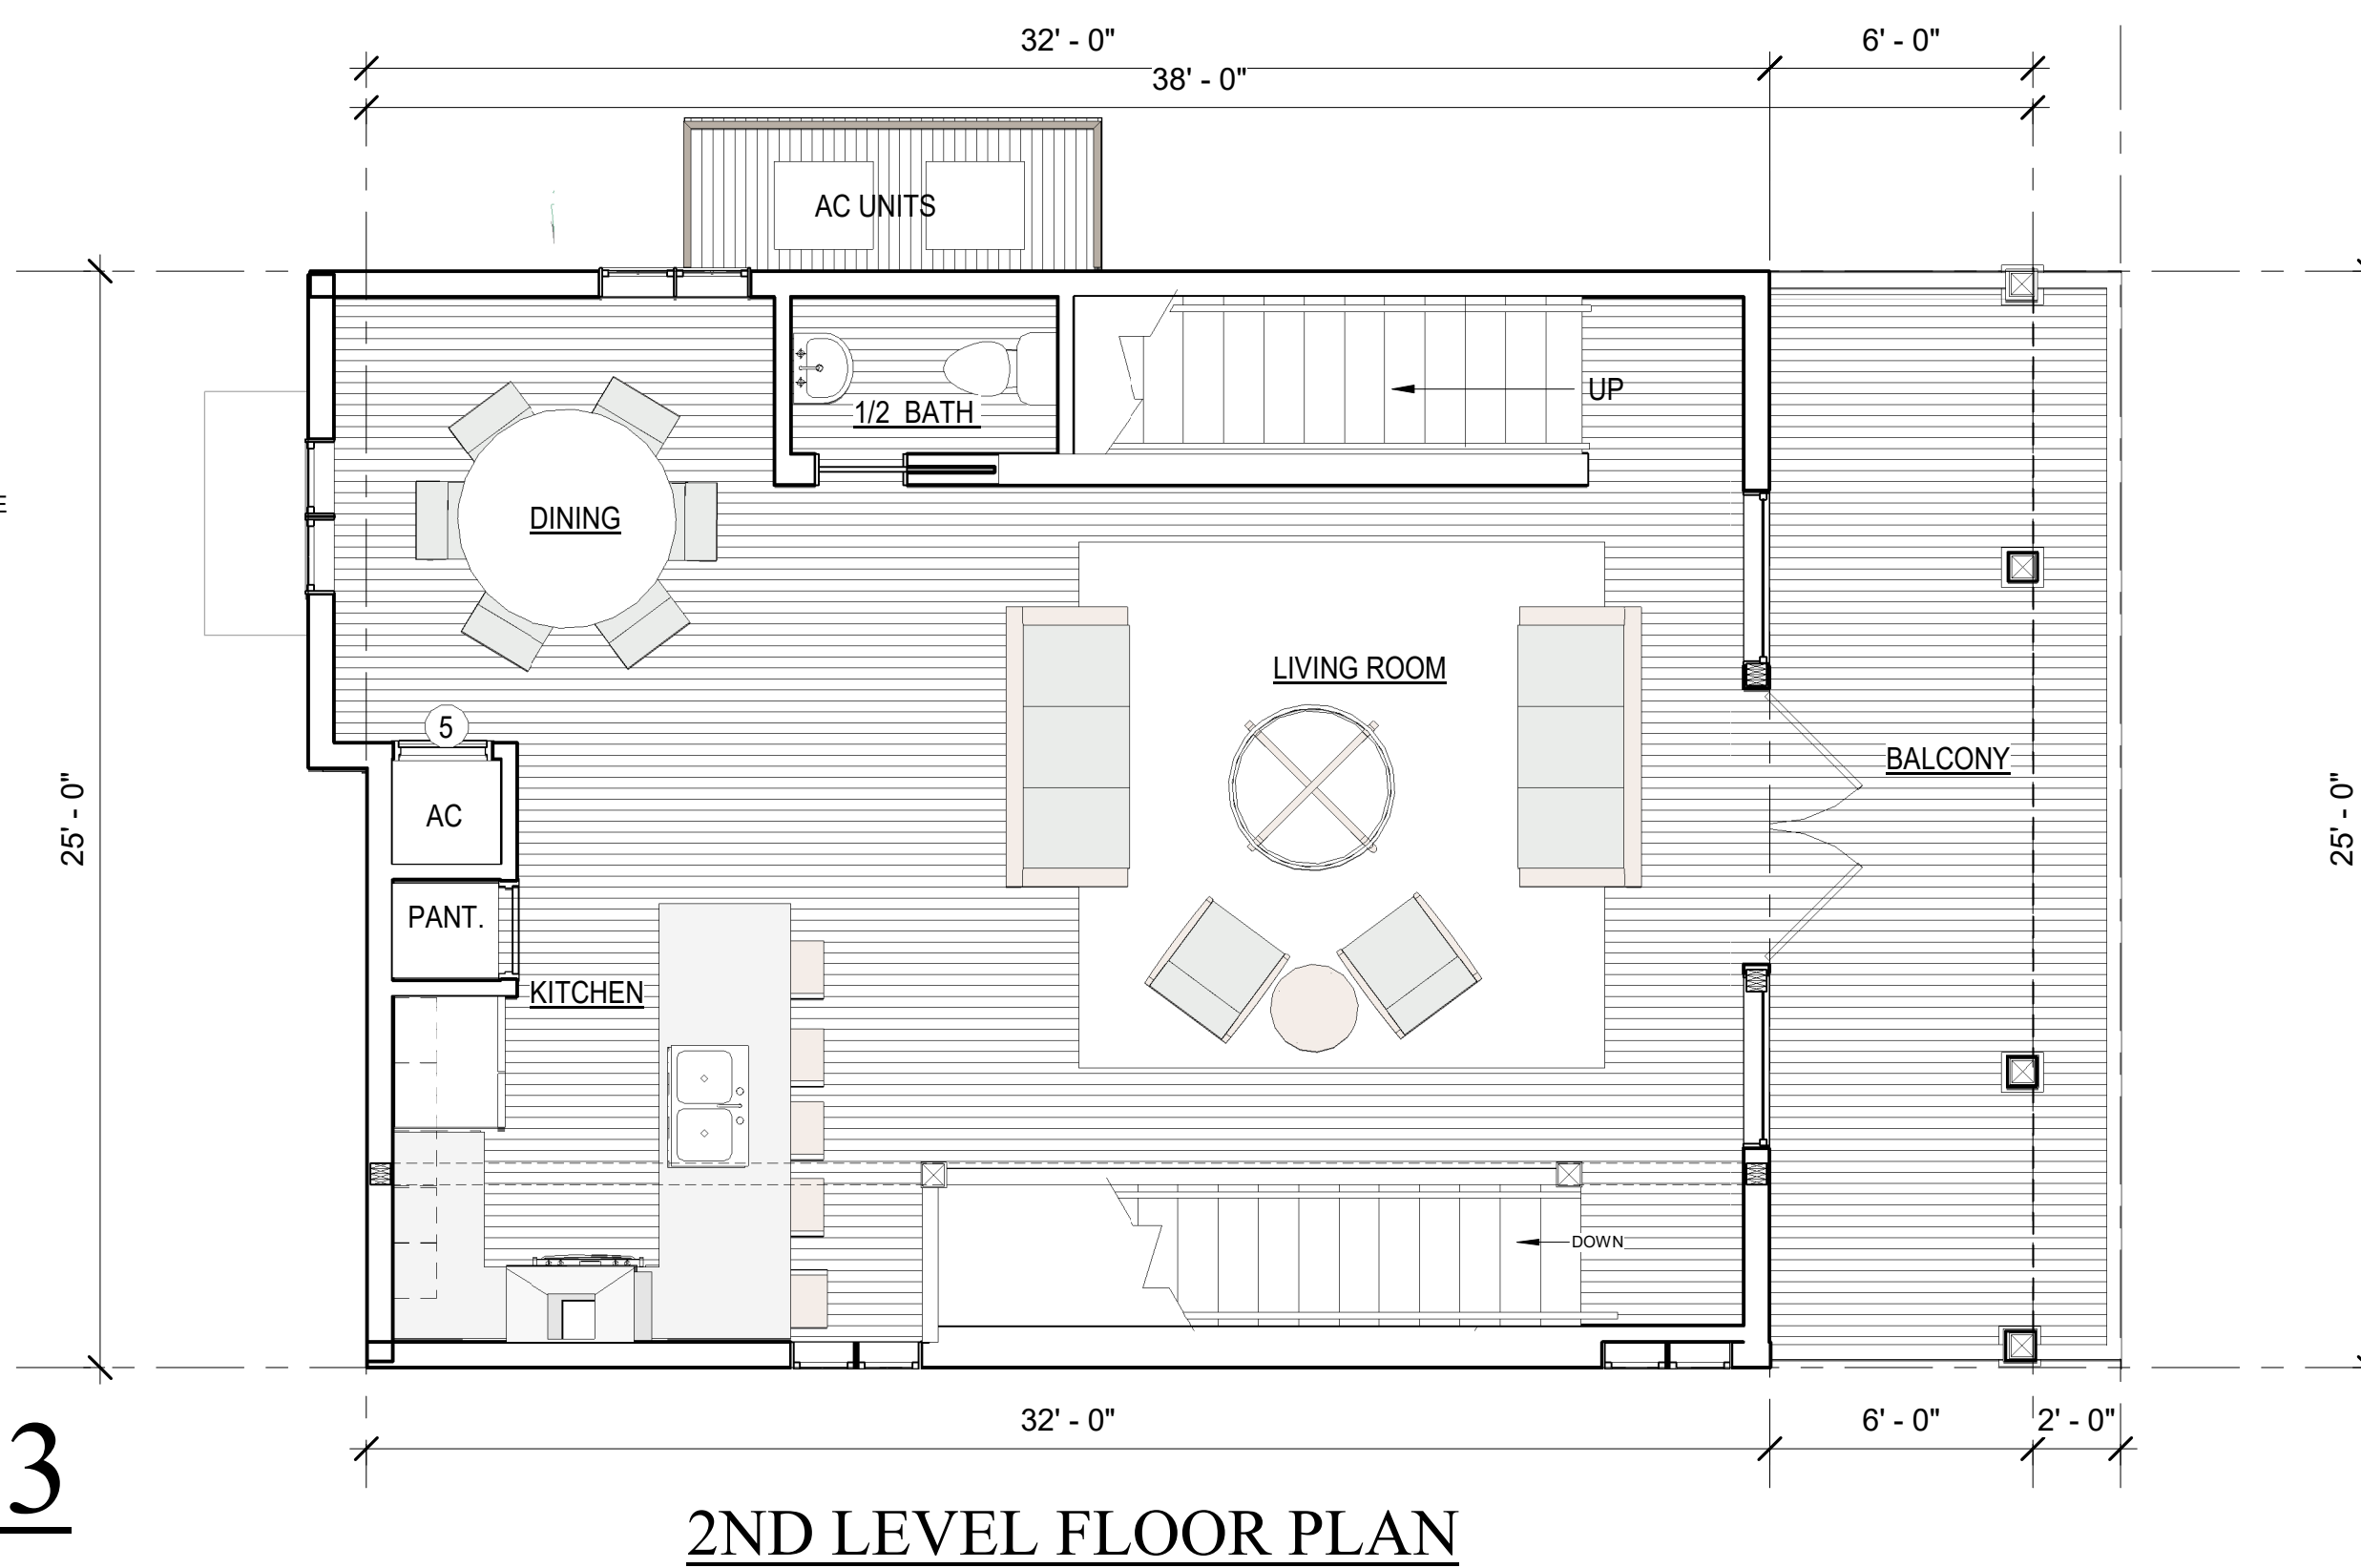 32' - 0"
6' - 0"
38' - 0"
AC UNITS
UP
1/2 BATH
E
DINING
LIVING ROOM
5
BALCONY
25' - 0"
25' - 0"
AC
PANT.
KITCHEN
DOWN
32' - 0"
6' - 0"
2' - 0"
3
2ND LEVEL FLOOR PLAN